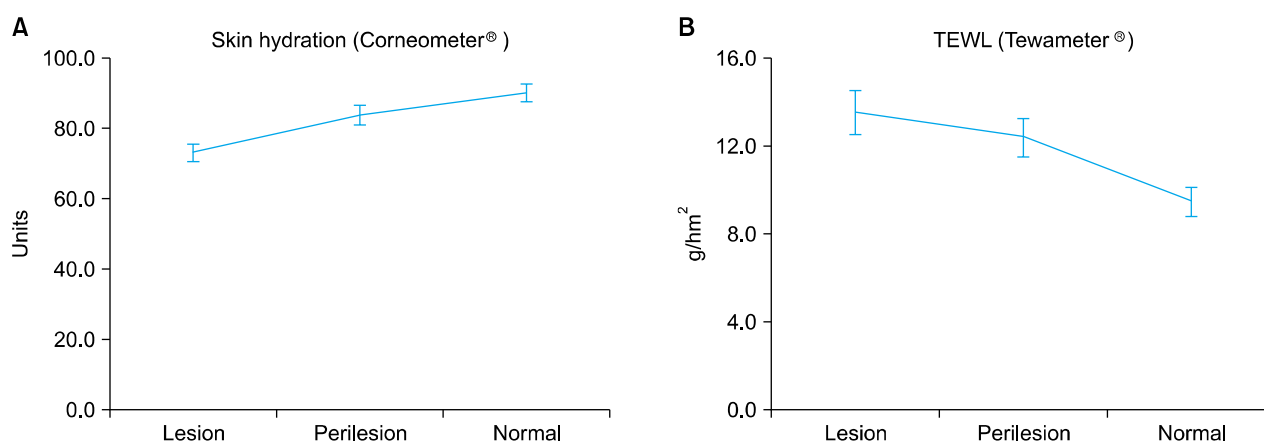 A
Skin hydration (Corneometer® )
100.0
80.0
60.0
40.0
20.0
0.0
Units
Lesion
Perilesion
Normal
B
TEWL (Tewameter ®)
16.0
12.0
8.0
4.0
0.0
g/hm²
Lesion
Perilesion
Normal